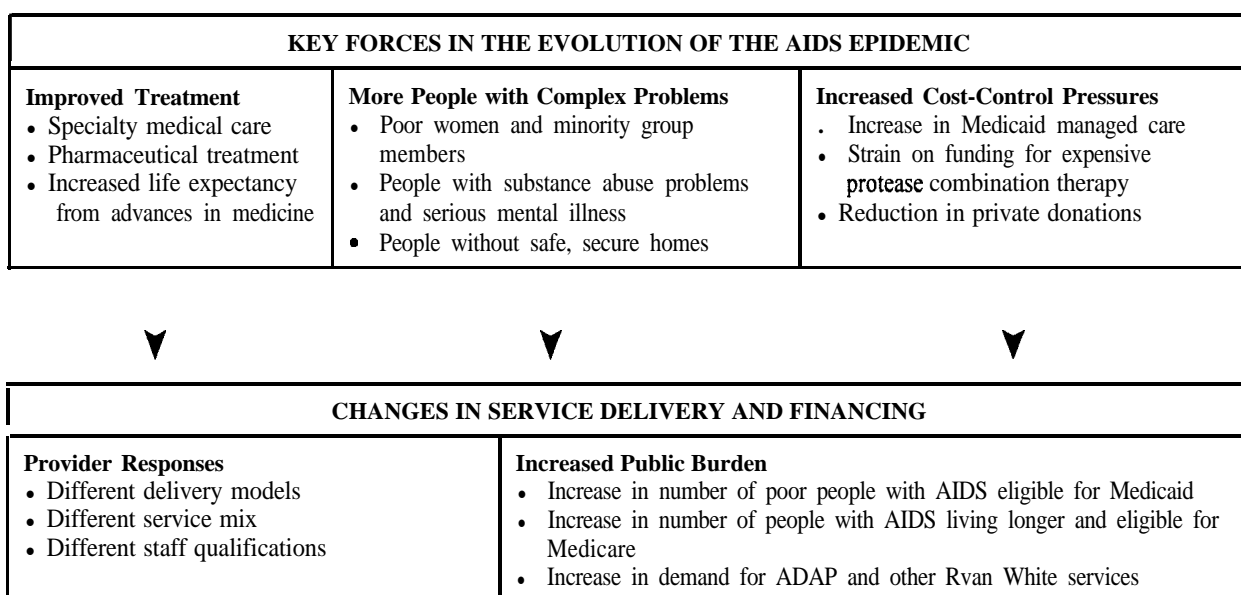 KEY FORCES IN THE EVOLUTION OF THE AIDS EPIDEMIC
Improved Treatment
• Specialty medical care
• Pharmaceutical treatment
• Increased life expectancy
from advances in medicine
More People with Complex Problems
• Poor women and minority group
members
• People with substance abuse problems
and serious mental illness
• People without safe, secure homes
Increased Cost-Control Pressures
. Increase in Medicaid managed care
• Strain on funding for expensive
protease combination therapy
• Reduction in private donations
CHANGES IN SERVICE DELIVERY AND FINANCING
Provider Responses
• Different delivery models
• Different service mix
• Different staff qualifications
Increased Public Burden
• Increase in number of poor people with AIDS eligible for Medicaid
• Increase in number of people with AIDS living longer and eligible for
Medicare
• Increase in demand for ADAP and other Rvan White services